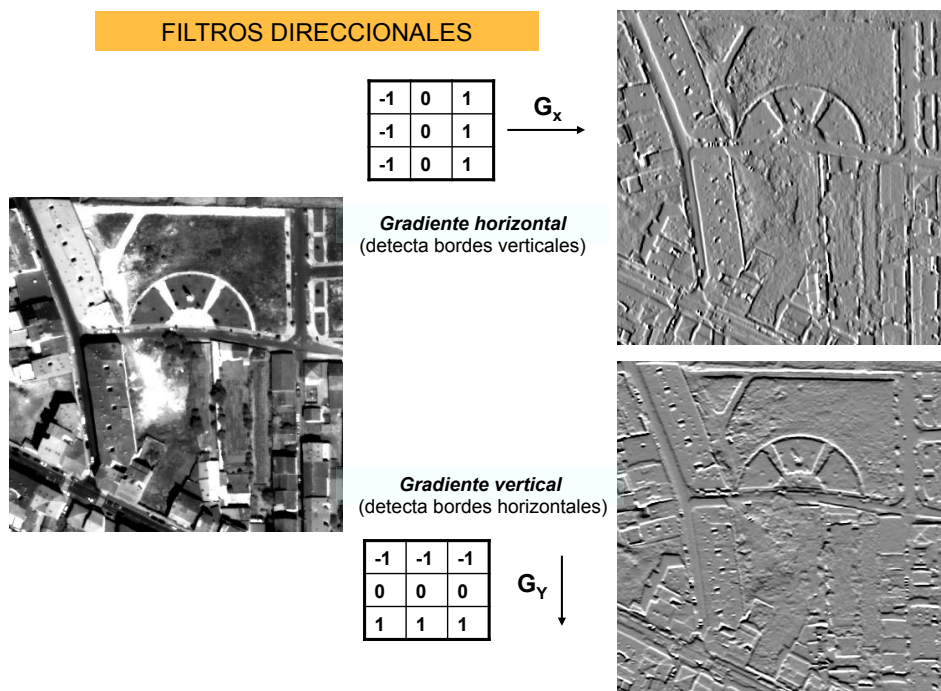 FILTROS DIRECCIONALES
-1 0 1
-1 0 1
-1 0 1
Gx
Gradiente horizontal
(detecta bordes verticales)
Gradiente vertical
(detecta bordes horizontales)
-1 -1 -1
0 0 0
1 1 1
GY